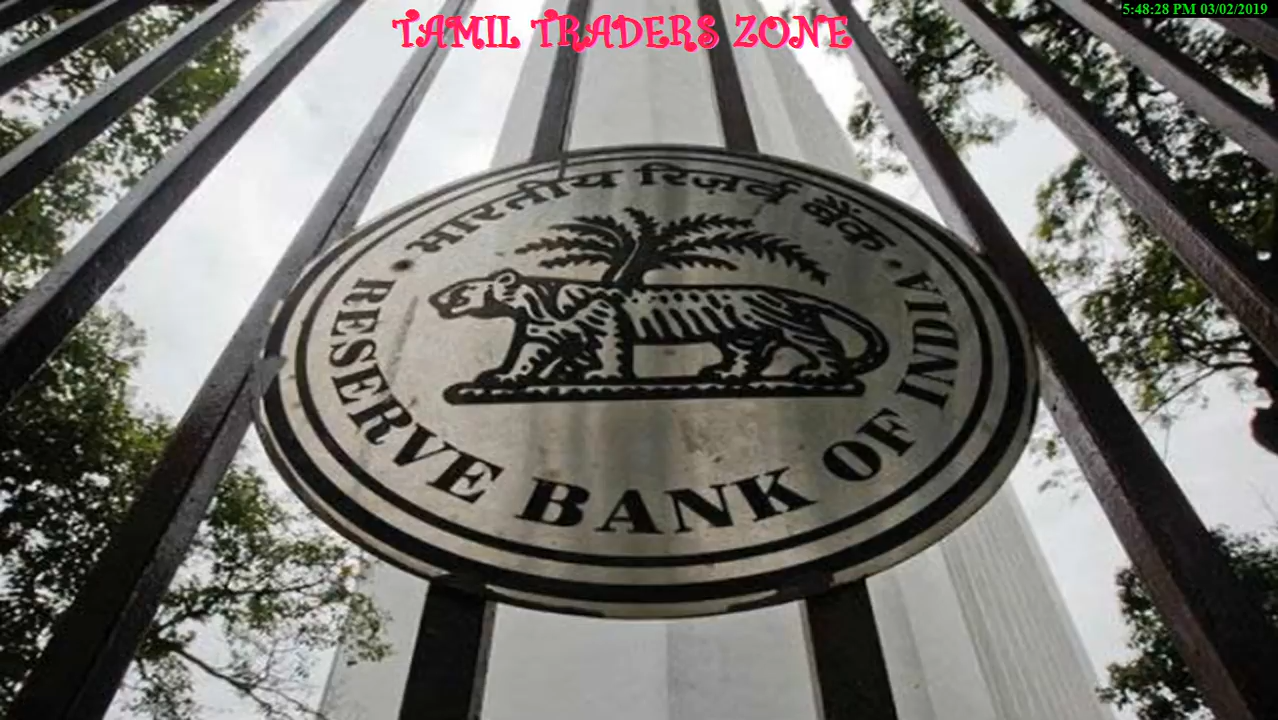 TAMIL TRADERS ZONE
5:48:28 PM 03/02/2019
भारतीय रिज़र्व बैंक
RESERVE BANK OF INDIA